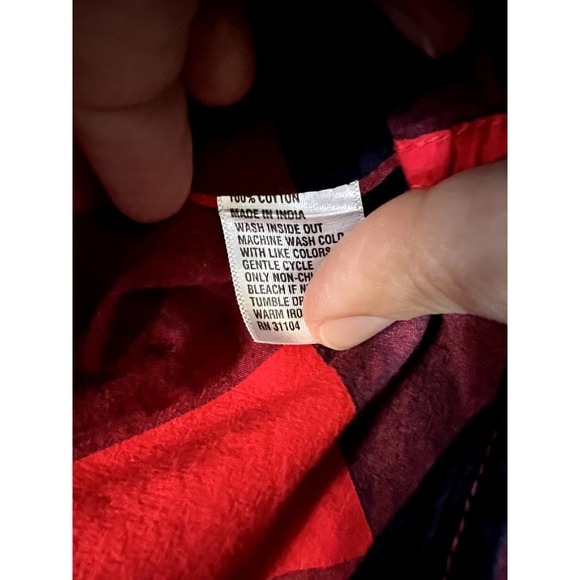 100% COTTON
MADE IN INDIA
WASH INSIDE OUT
MACHINE WASH COLD
WITH LIKE COLORS
GENTLE CYCLE
ONLY NON-CH
BLEACH IF N
TUMBLE DR
WARM IRO
RN 31104